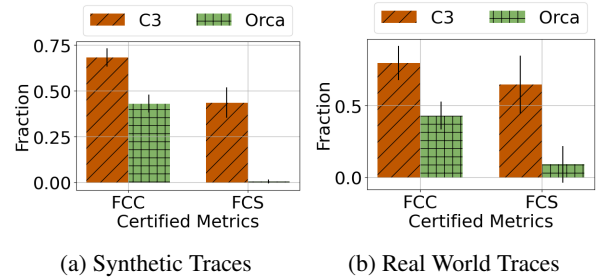 C3 Orca
0.75
0.50
0.25
0.00
Fraction
FCC FCS
Certified Metrics
(a) Synthetic Traces
C3 Orca
0.5
0.0
Fraction
FCC FCS
Certified Metrics
(b) Real World Traces